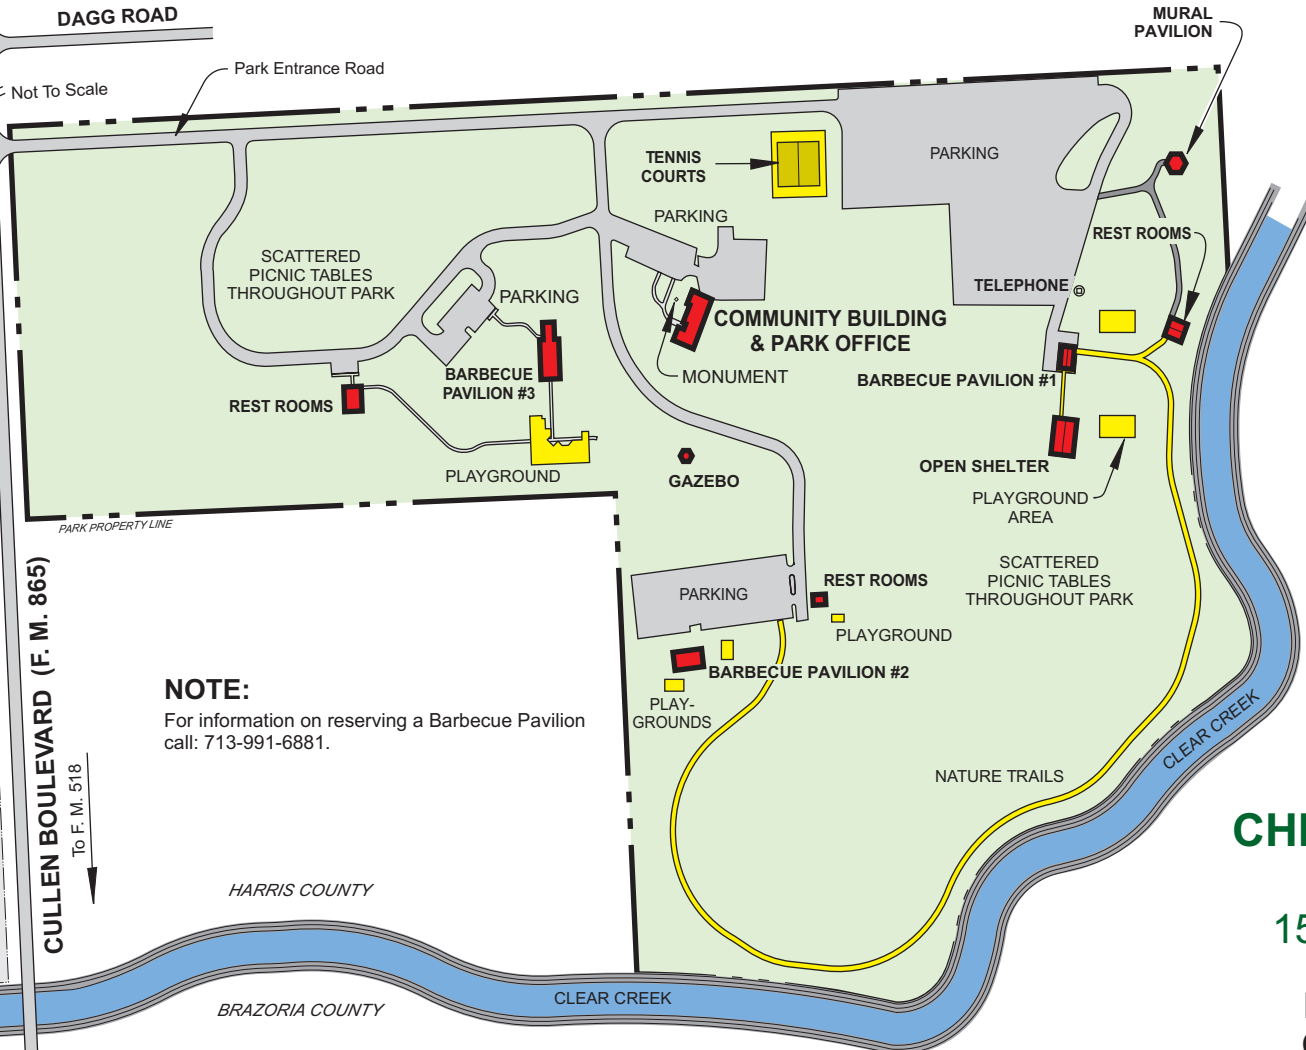 DAGG ROAD
MURAL
PAVILION
Park Entrance Road
Not To Scale
TENNIS
COURTS
PARKING
PARKING
REST ROOMS
SCATTERED
PICNIC TABLES
THROUGHOUT PARK
PARKING
TELEPHONE
COMMUNITY BUILDING
& PARK OFFICE
MONUMENT
BARBECUE
PAVILION #3
BARBECUE PAVILION #1
REST ROOMS
PLAYGROUND
GAZEBO
OPEN SHELTER
PLAYGROUND
AREA
PARK PROPERTY LINE
SCATTERED
PICNIC TABLES
THROUGHOUT PARK
PARKING
REST ROOMS
PLAYGROUND
BARBECUE PAVILION #2
PLAY-
GROUNDS
CULLEN BOULEVARD (F. M. 865)
To F. M. 518
NOTE:
For information on reserving a Barbecue Pavilion
call: 713-991-6881.
NATURE TRAILS
CLEAR CREEK
HARRIS COUNTY
BRAZORIA COUNTY
CLEAR CREEK
15